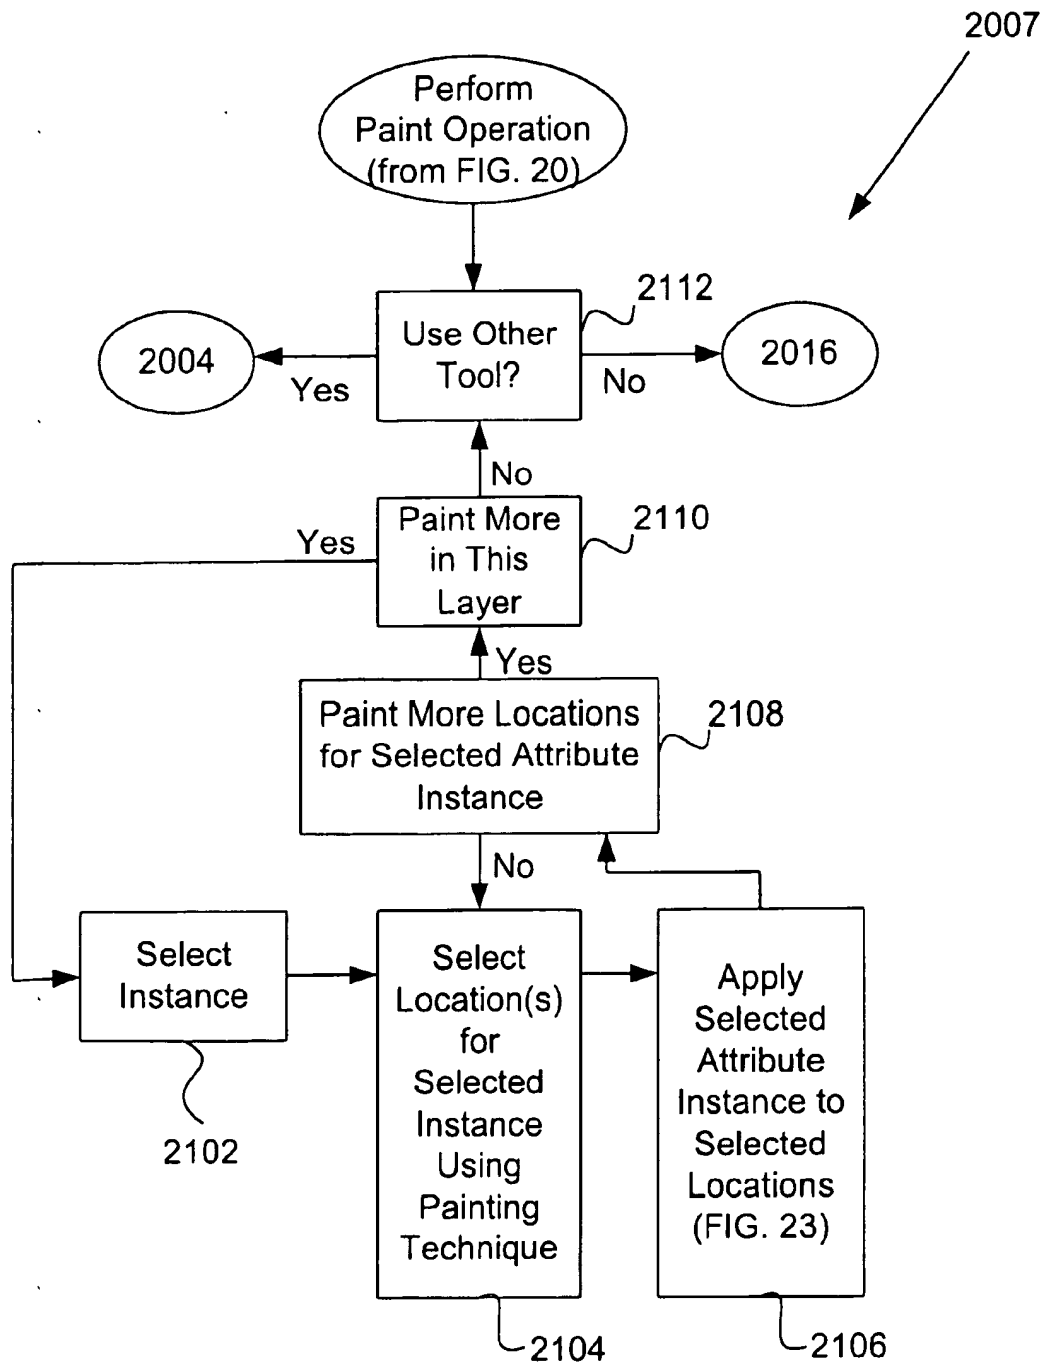 2007
Perform
Paint Operation
(from FIG. 20)
2112
Use Other
Tool?
2004
Yes
No
2016
No
Paint More
in This
Layer
2110
Yes
Yes
Paint More Locations
for Selected Attribute
Instance
2108
No
Select
Instance
2102
Select
Location(s)
for
Selected
Instance
Using
Painting
Technique
2104
Apply
Selected
Attribute
Instance to
Selected
Locations
(FIG. 23)
2106